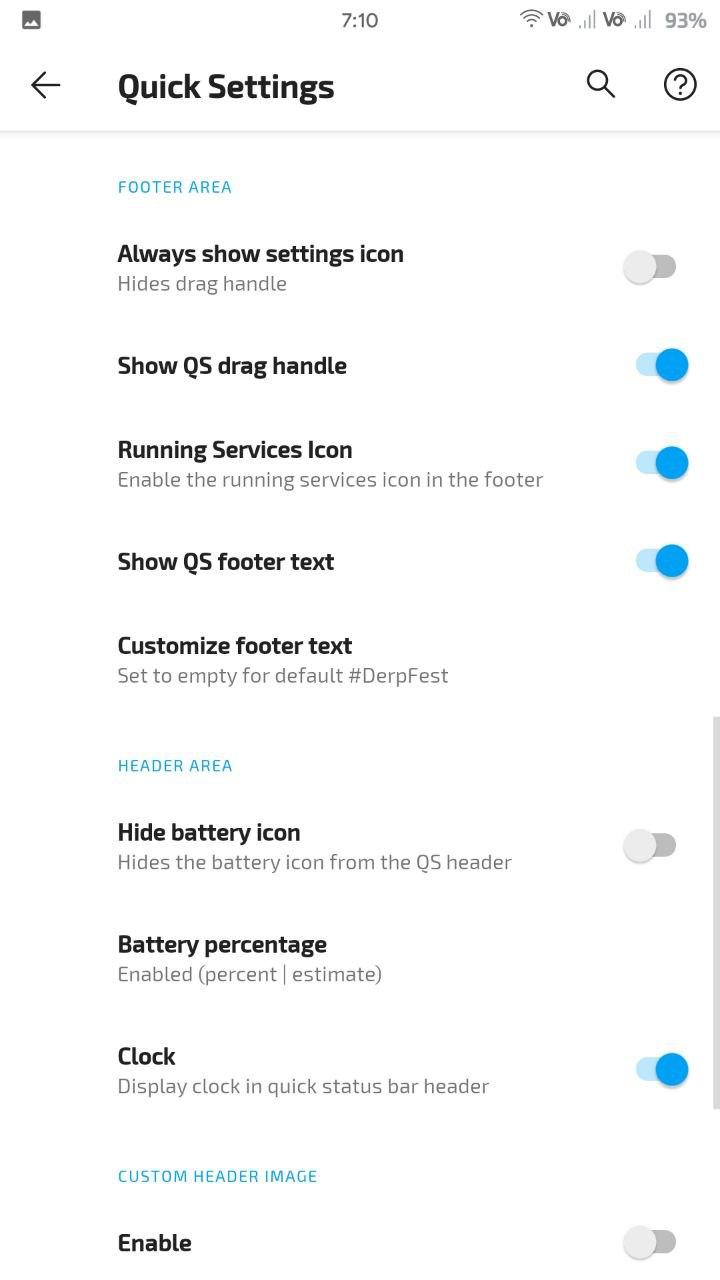 7:10
Vo
Vo
93%
Quick Settings
FOOTER AREA
Always show settings icon
Hides drag handle
Show QS drag handle
Running Services Icon
Enable the running services icon in the footer
Show QS footer text
Customize footer text
Set to empty for default #DerpFest
HEADER AREA
Hide battery icon
Hides the battery icon from the QS header
Battery percentage
Enabled (percent | estimate)
Clock
Display clock in quick status bar header
CUSTOM HEADER IMAGE
Enable